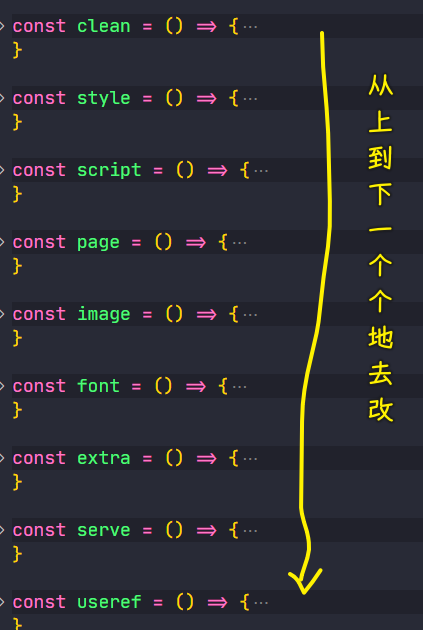 const clean = () => {···
}
const style = () => {···
}
const script = () => {···
}
const page = () => {···
}
const image = () => {···
}
const font = () => {···
}
const extra = () => {···
}
const serve = () => {···
}
const useref = () => {···
}
从上到下一个个地去改